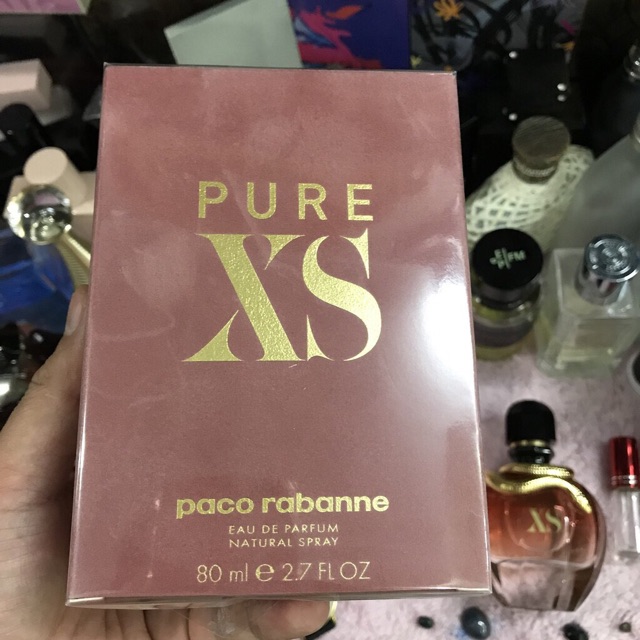 PURE
XS
paco rabanne
EAU DE PARFUM
NATURAL SPRAY
80 ml e 2.7 FL OZ
XS